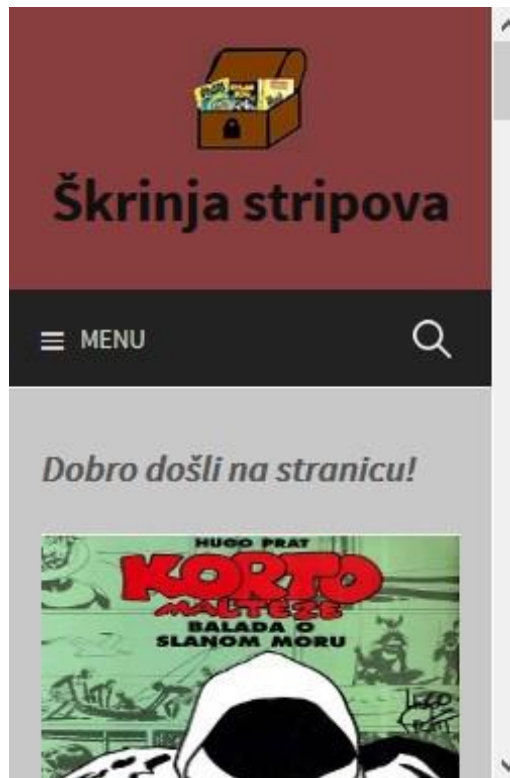 Škrinja stripova
MENU
Dobro došli na stranicu!
HUGO PRAT
KORTO
MALTEZE
BALADA O
SLANOM MORU